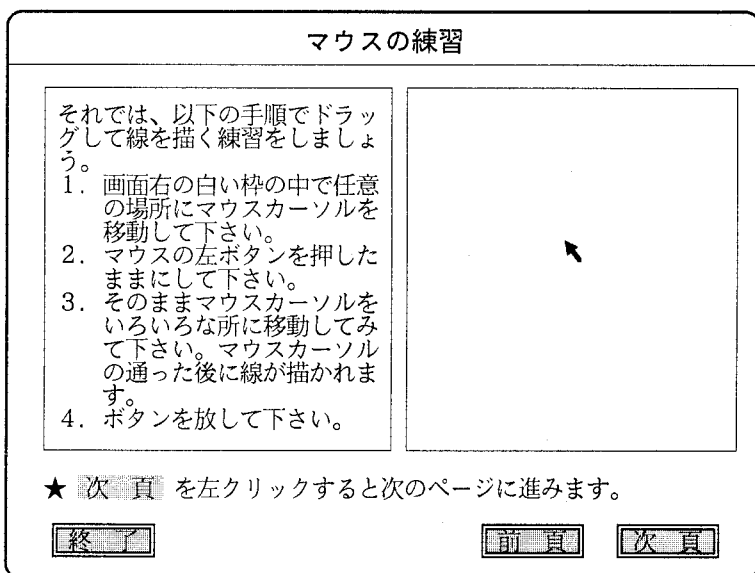 マウスの練習
それでは、以下の手順でドラッ
グして線を描く練習をしましょ
う。
1. 画面右の白い枠の中で任意
の場所にマウスカーソルを
移動して下さい。
2. マウスの左ボタンを押した
ままにして下さい。
3. そのままマウスカーソルを
いろいろな所に移動してみ
て下さい。マウスカーソル
の通った後に線が描かれま
す。
4. ボタンを放して下さい。
★ 次 頁 を左クリックすると次のページに進みます。
終 了 前 頁 次 頁